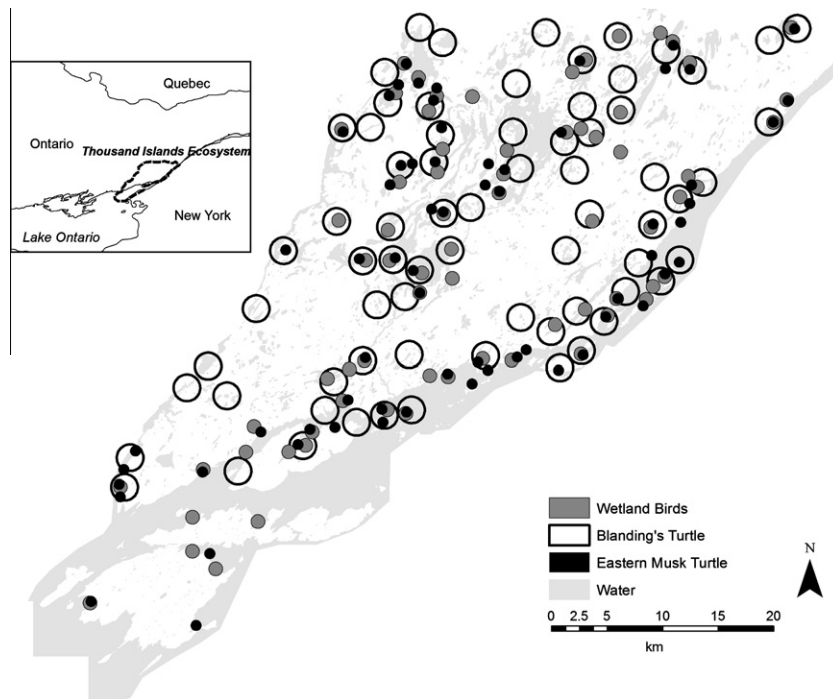 Quebec
Ontario
Thousand Islands Ecosystem
New York
Lake Ontario
Wetland Birds
Blanding's Turtle
Eastern Musk Turtle
Water
N
0 2.5 5 10 15 20
km